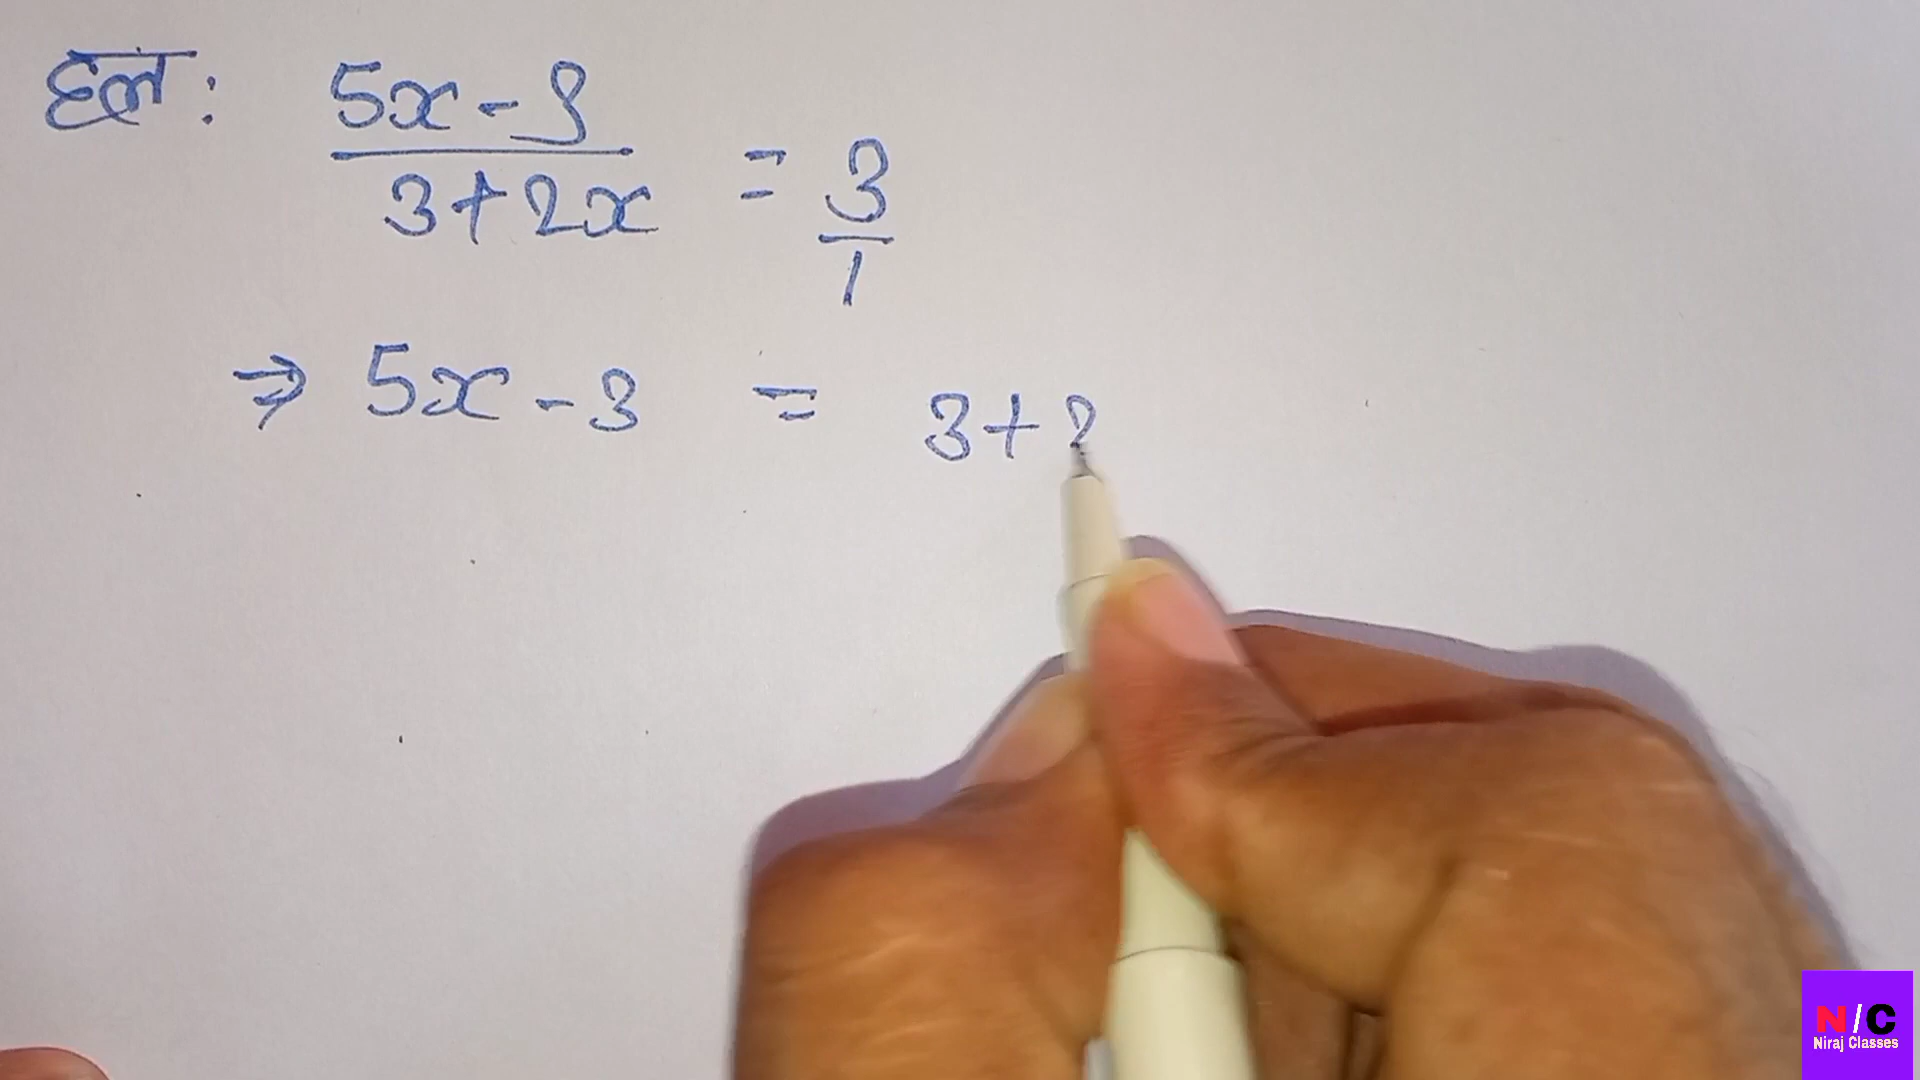 हल:
5x-9
3+2x
=
3
1
⇒ 5x-3 = 3+2
N/C
Niraj Classes